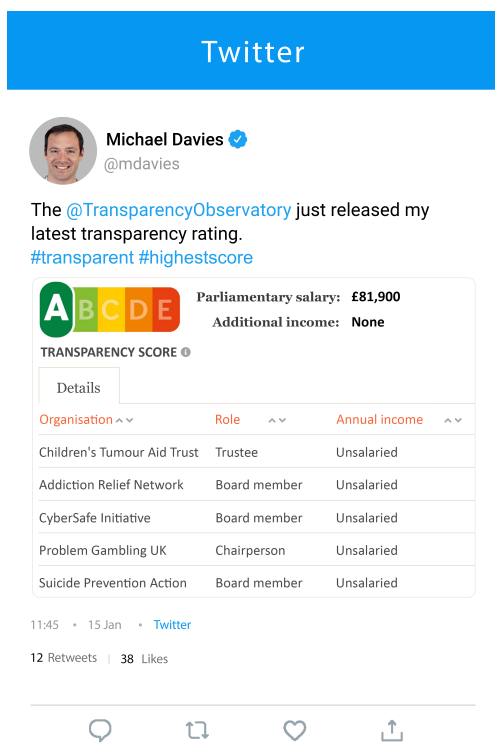 Twitter
Michael Davies
@mdavies
The @TransparencyObservatory just released my
latest transparency rating.
#transparent #highestscore
A B C D E
Parliamentary salary: £81,900
Additional income: None
TRANSPARENCY SCORE
Details
Organisation Role Annual income
Children's Tumour Aid Trust Trustee Unsalaried
Addiction Relief Network Board member Unsalaried
CyberSafe Initiative Board member Unsalaried
Problem Gambling UK Chairperson Unsalaried
Suicide Prevention Action Board member Unsalaried
11:45 • 15 Jan • Twitter
12 Retweets | 38 Likes